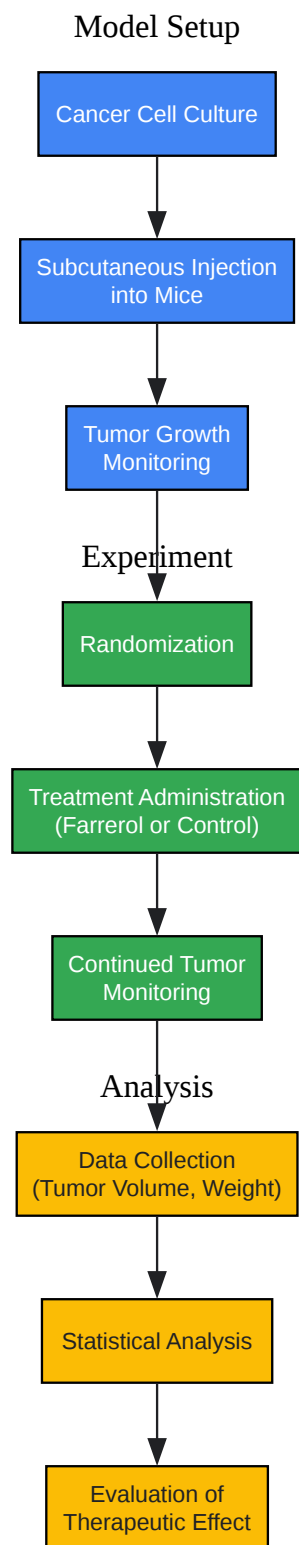 Model Setup
Cancer Cell Culture
Subcutaneous Injection
into Mice
Tumor Growth
Monitoring
Experiment
Randomization
Treatment Administration
(Farrerol or Control)
Continued Tumor
Monitoring
Analysis
Data Collection
(Tumor Volume, Weight)
Statistical Analysis
Evaluation of
Therapeutic Effect